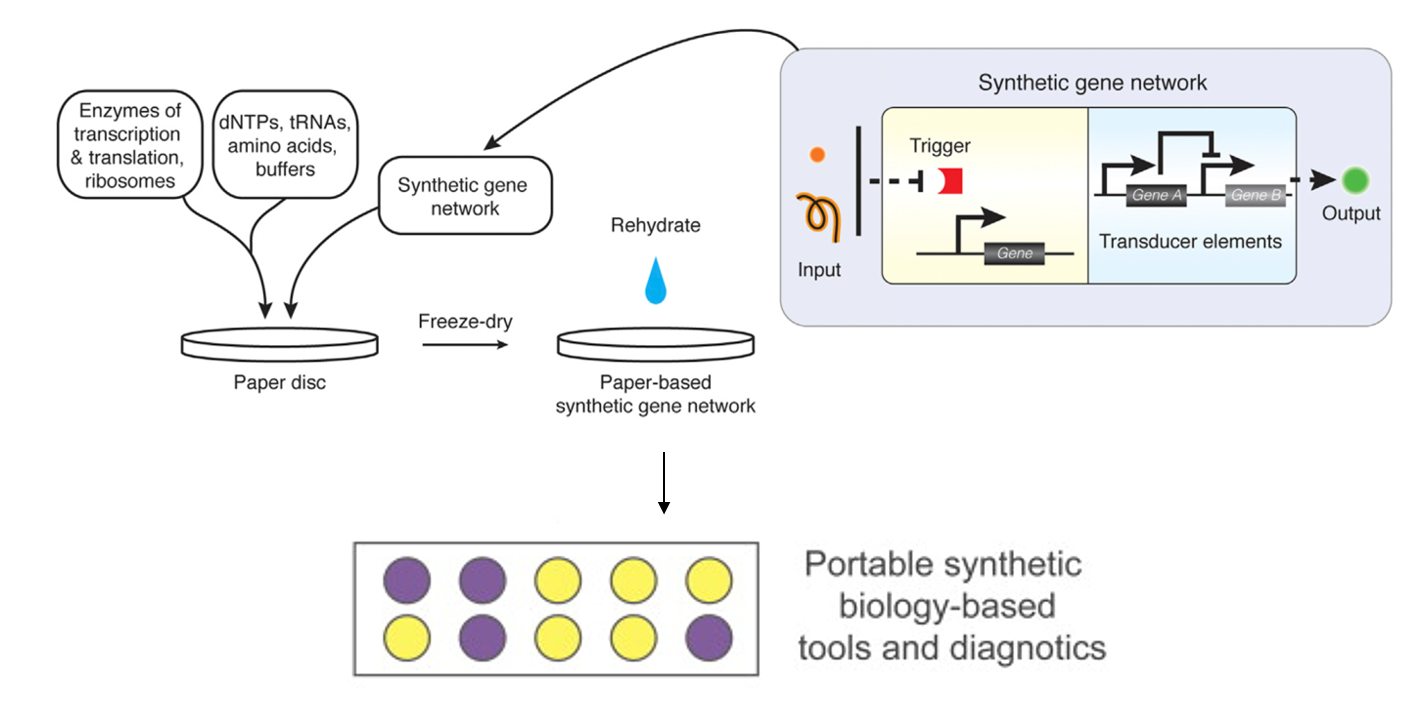 Enzymes of
transcription
& translation,
ribosomes
dNTPs, tRNAs,
amino acids,
buffers
Synthetic gene
network
Paper disc
Freeze-dry
Rehydrate
Paper-based
synthetic gene network
Synthetic gene network
Input
Trigger
Gene
Gene A
Gene B
Transducer elements
Output
Portable synthetic
biology-based
tools and diagnotics